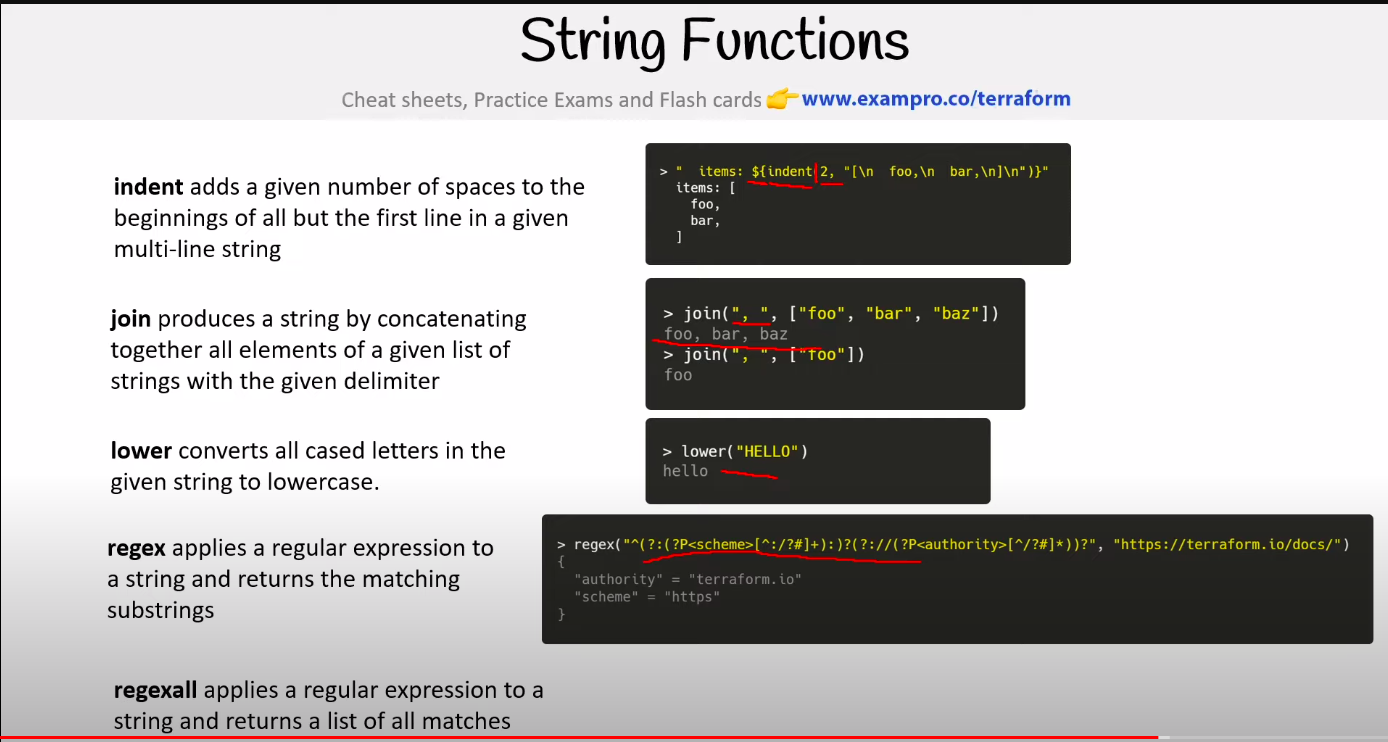 String Functions
Cheat sheets, Practice Exams and Flash cards 👉 www.exampro.co/terraform
indent adds a given number of spaces to the
beginnings of all but the first line in a given
multi-line string
> "  items: ${indent(2, "[\n  foo,\n  bar,\n]\n")}"
  items: [
    foo,
    bar,
  ]
join produces a string by concatenating
together all elements of a given list of
strings with the given delimiter
> join(", ", ["foo", "bar", "baz"])
foo, bar, baz
> join(", ", ["foo"])
foo
lower converts all cased letters in the
given string to lowercase.
> lower("HELLO")
hello
regex applies a regular expression to
a string and returns the matching
substrings
> regex("^(?:(?P<scheme>[^:/?#]+):)?(?://(?P<authority>[^/?#]*))?", "https://terraform.io/docs/")
{
  "authority" = "terraform.io"
  "scheme" = "https"
}
regexall applies a regular expression to a
string and returns a list of all matches